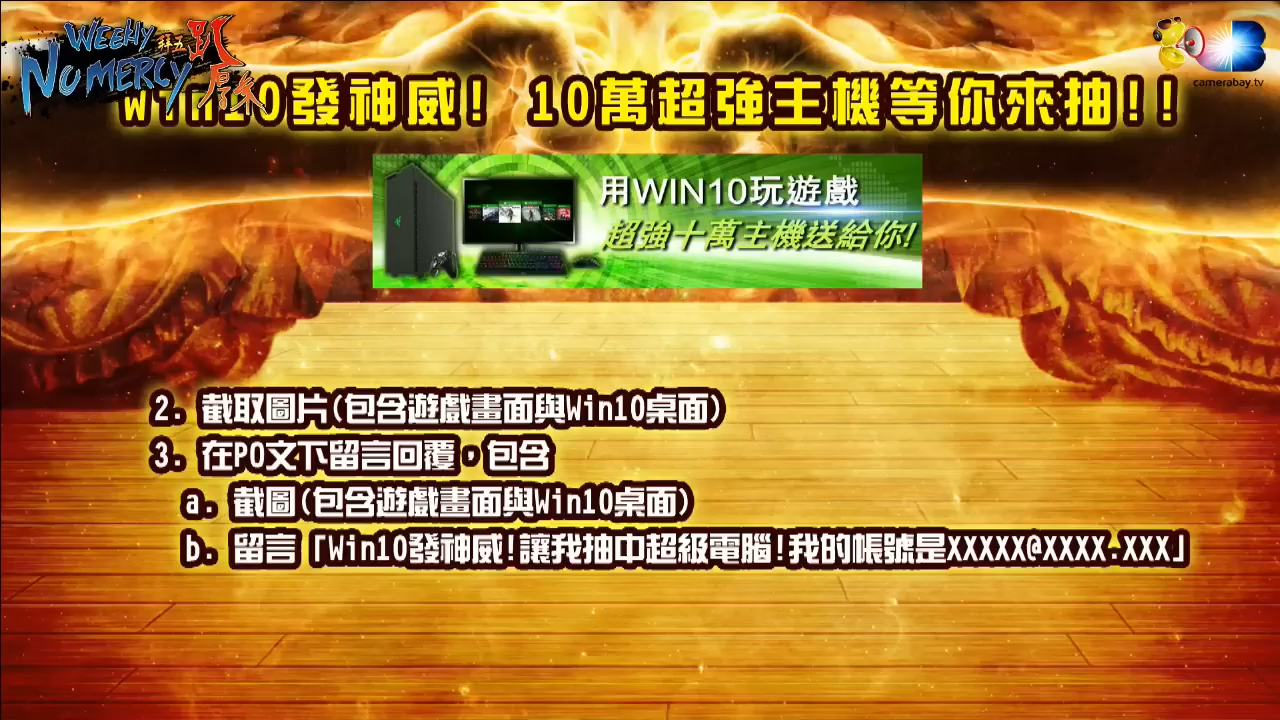 WEEKLY
拜五
趴
NO MERCY
camerabay.tv
Win10發神威! 10萬超強主機等你來抽!!
用WIN10玩遊戲
超強十萬主機送給你!
2. 截取圖片(包含遊戲畫面與Win10桌面)
3. 在PO文下留言回覆，包含
a. 截圖(包含遊戲畫面與Win10桌面)
b. 留言「Win10發神威!讓我抽中超級電腦!我的帳號是XXXXX@XXXX.XXX」